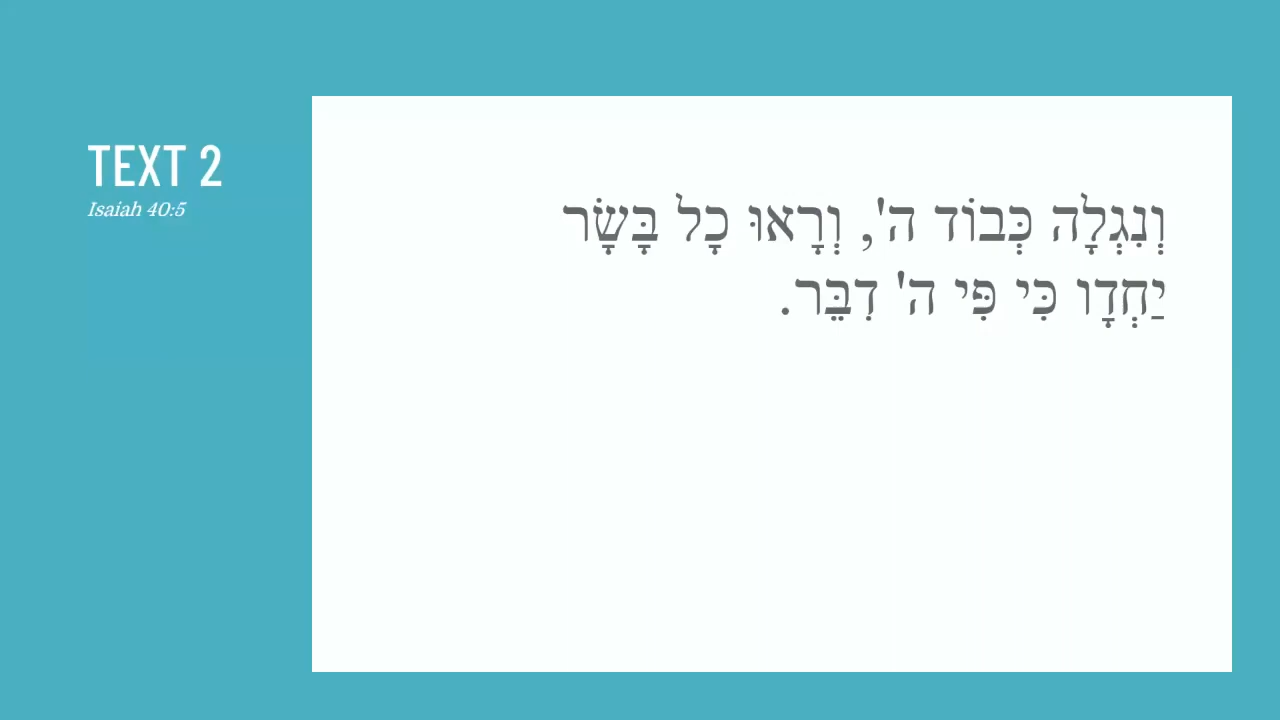 TEXT 2
Isaiah 40:5
וְנִגְלָה כְּבוֹד ה', וְרָאוּ כָל בָּשָׂר
יַחְדָו כִּי פִּי ה' דִבֵּר.